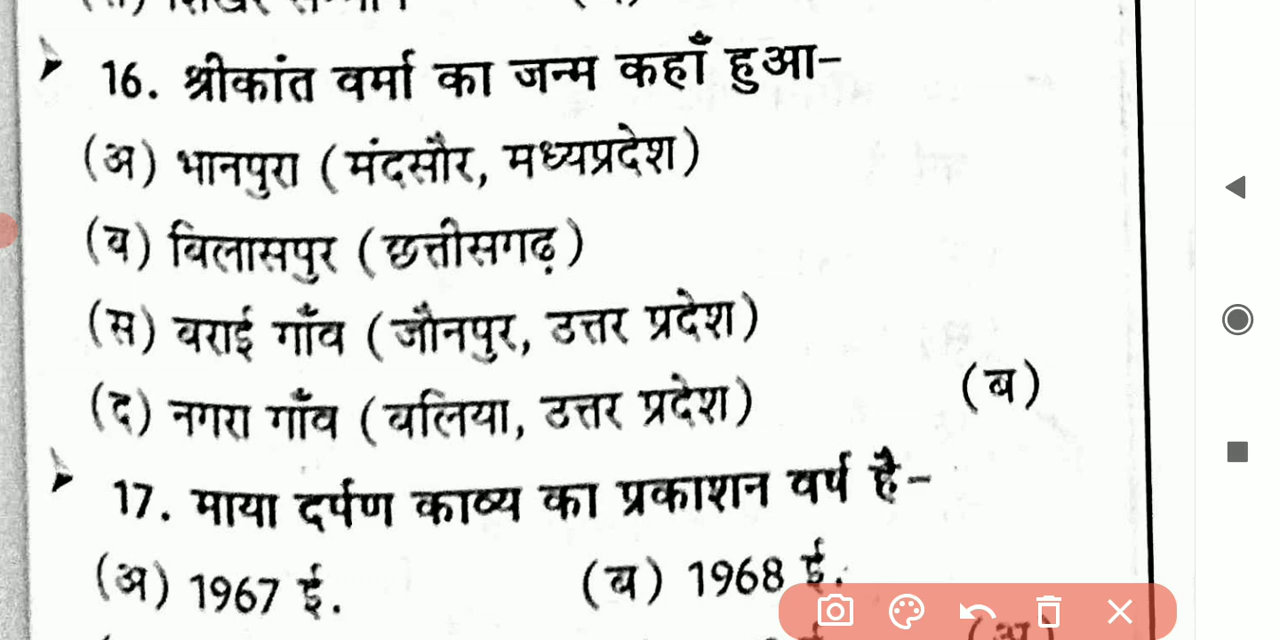 16. श्रीकांत वर्मा का जन्म कहाँ हुआ-
(अ) भानपुरा (मंदसौर, मध्यप्रदेश)
(ब) बिलासपुर (छत्तीसगढ़)
(स) बराई गाँव (जौनपुर, उत्तर प्रदेश)
(द) नगरा गाँव (बलिया, उत्तर प्रदेश) (ब)
17. माया दर्पण काव्य का प्रकाशन वर्ष है-
(अ) 1967 ई. (ब) 1968 ई.